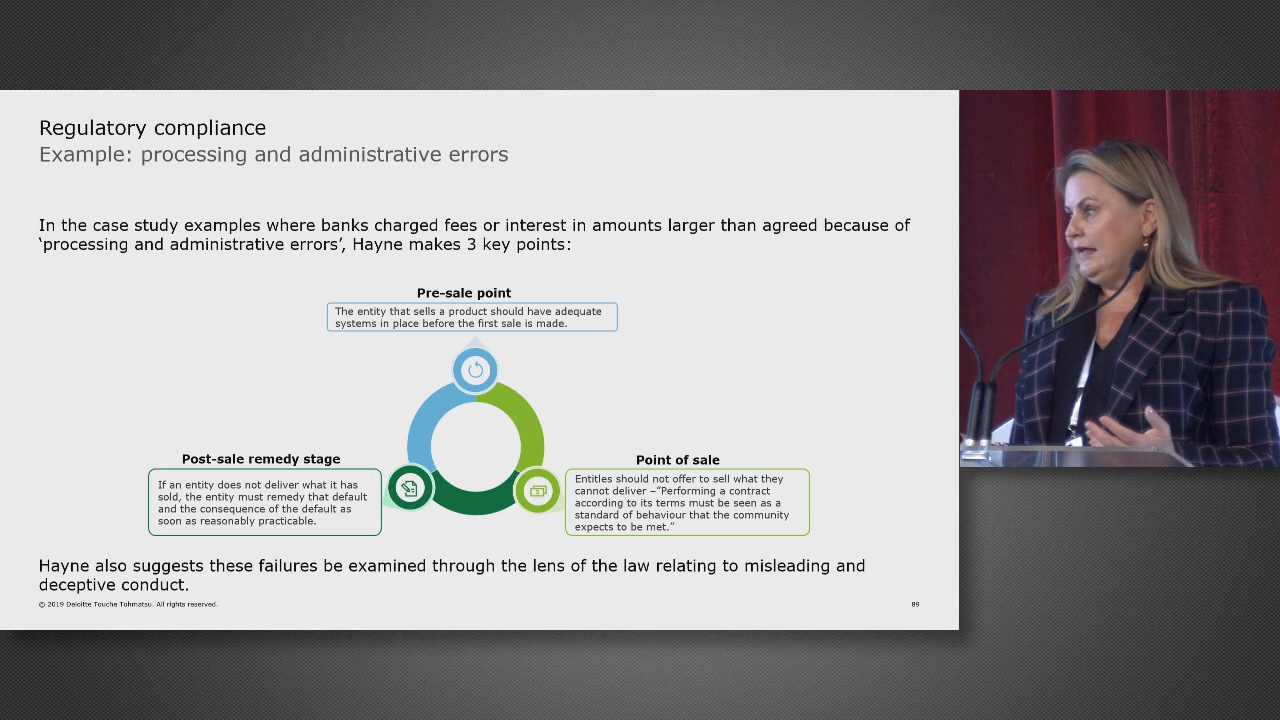 Regulatory compliance
Example: processing and administrative errors
In the case study examples where banks charged fees or interest in amounts larger than agreed because of
‘processing and administrative errors’, Hayne makes 3 key points:
Pre-sale point
The entity that sells a product should have adequate
systems in place before the first sale is made.
Post-sale remedy stage
If an entity does not deliver what it has
sold, the entity must remedy that default
and the consequence of the default as
soon as reasonably practicable.
Point of sale
Entitles should not offer to sell what they
cannot deliver –“Performing a contract
according to its terms must be seen as a
standard of behaviour that the community
expects to be met.”
Hayne also suggests these failures be examined through the lens of the law relating to misleading and
deceptive conduct.
© 2019 Deloitte Touche Tohmatsu. All rights reserved.
89